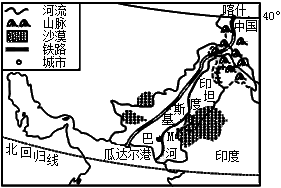 河流
山脉
沙漠
铁路
城市
喀什
中国
40°
印
度
河
巴
基
斯
坦
M
瓜达尔港
北回归线
印度